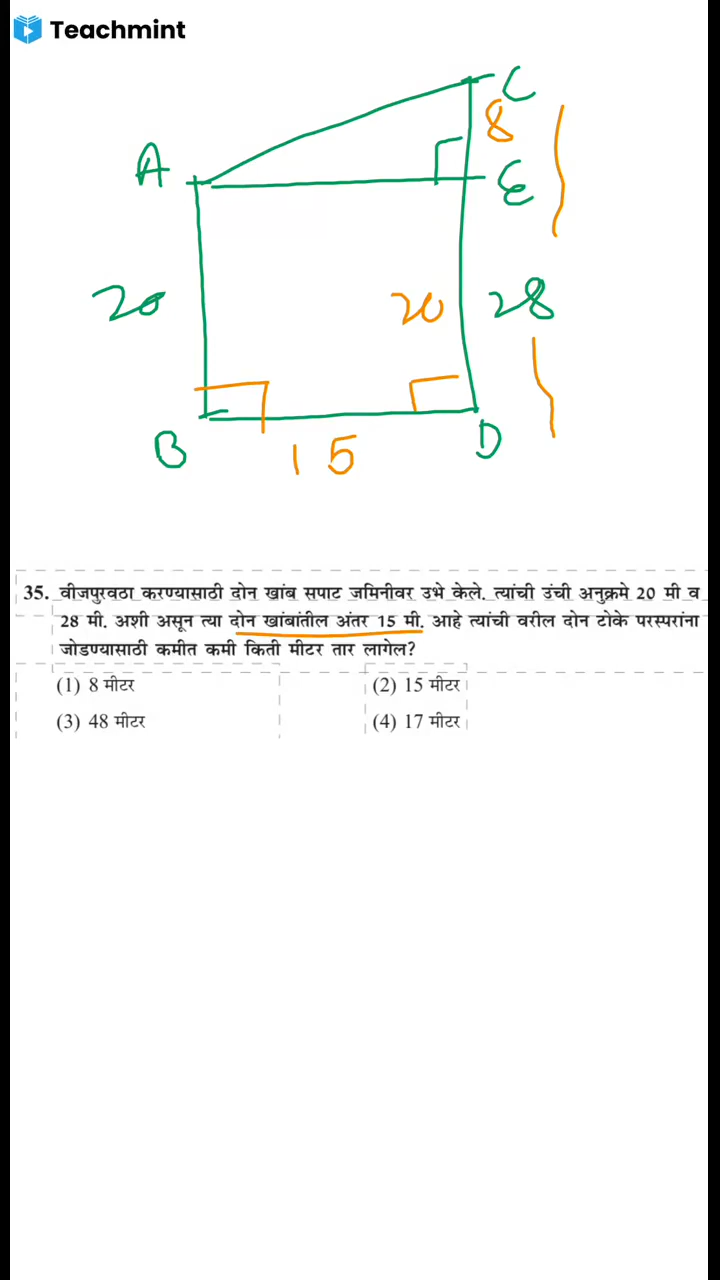 Teachmint
C
8
A
E
20
20
28
15
B
D
35. वीजपुरवठा करण्यासाठी दोन खांब सपाट जमिनीवर उभे केले. त्यांची उंची अनुक्रमे 20 मी व
28 मी. अशी असून त्या दोन खांबांतील अंतर 15 मी. आहे त्यांची वरील दोन टोके परस्परांना
जोडण्यासाठी कमीत कमी किती मीटर तार लागेल?
(1) 8 मीटर (2) 15 मीटर
(3) 48 मीटर (4) 17 मीटर